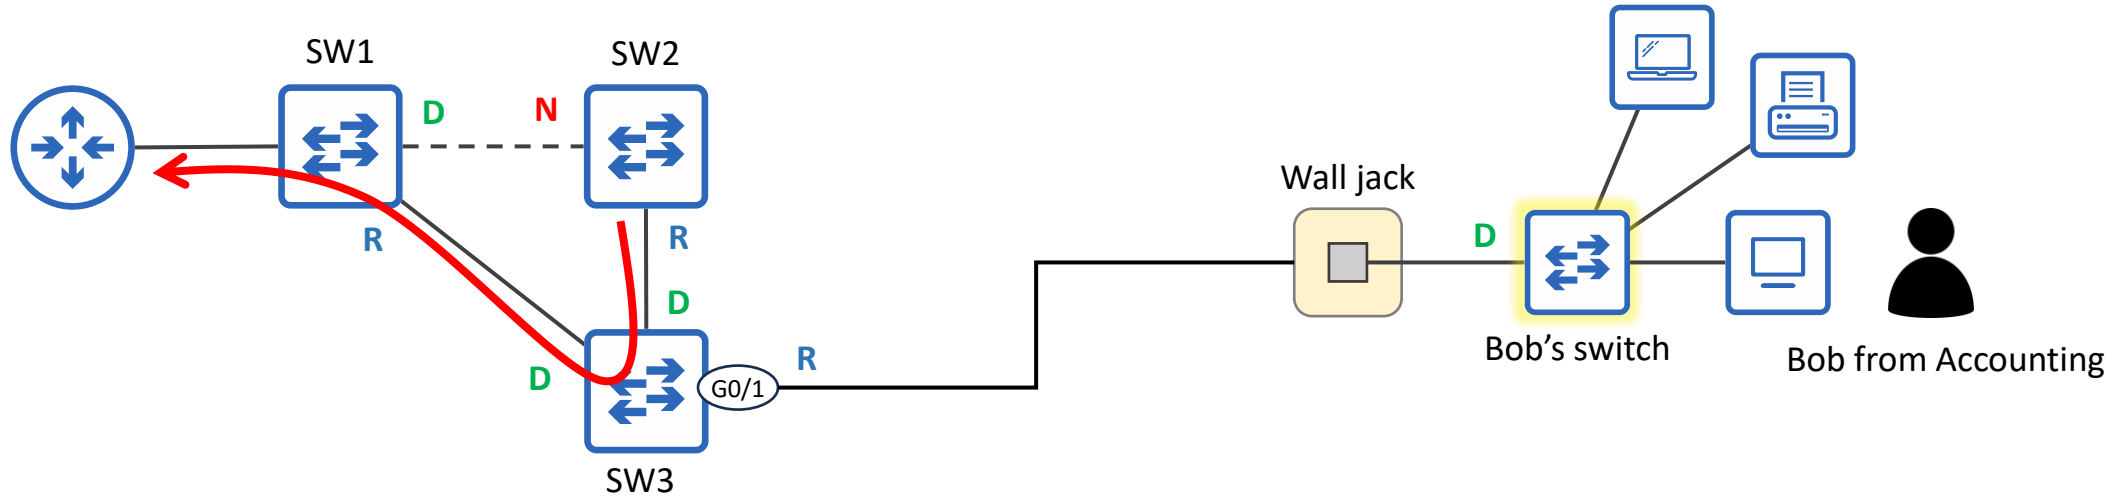 SW1
SW2
D
N
R
R
D
D
SW3
G0/1
R
Wall jack
D
Bob's switch
Bob from Accounting